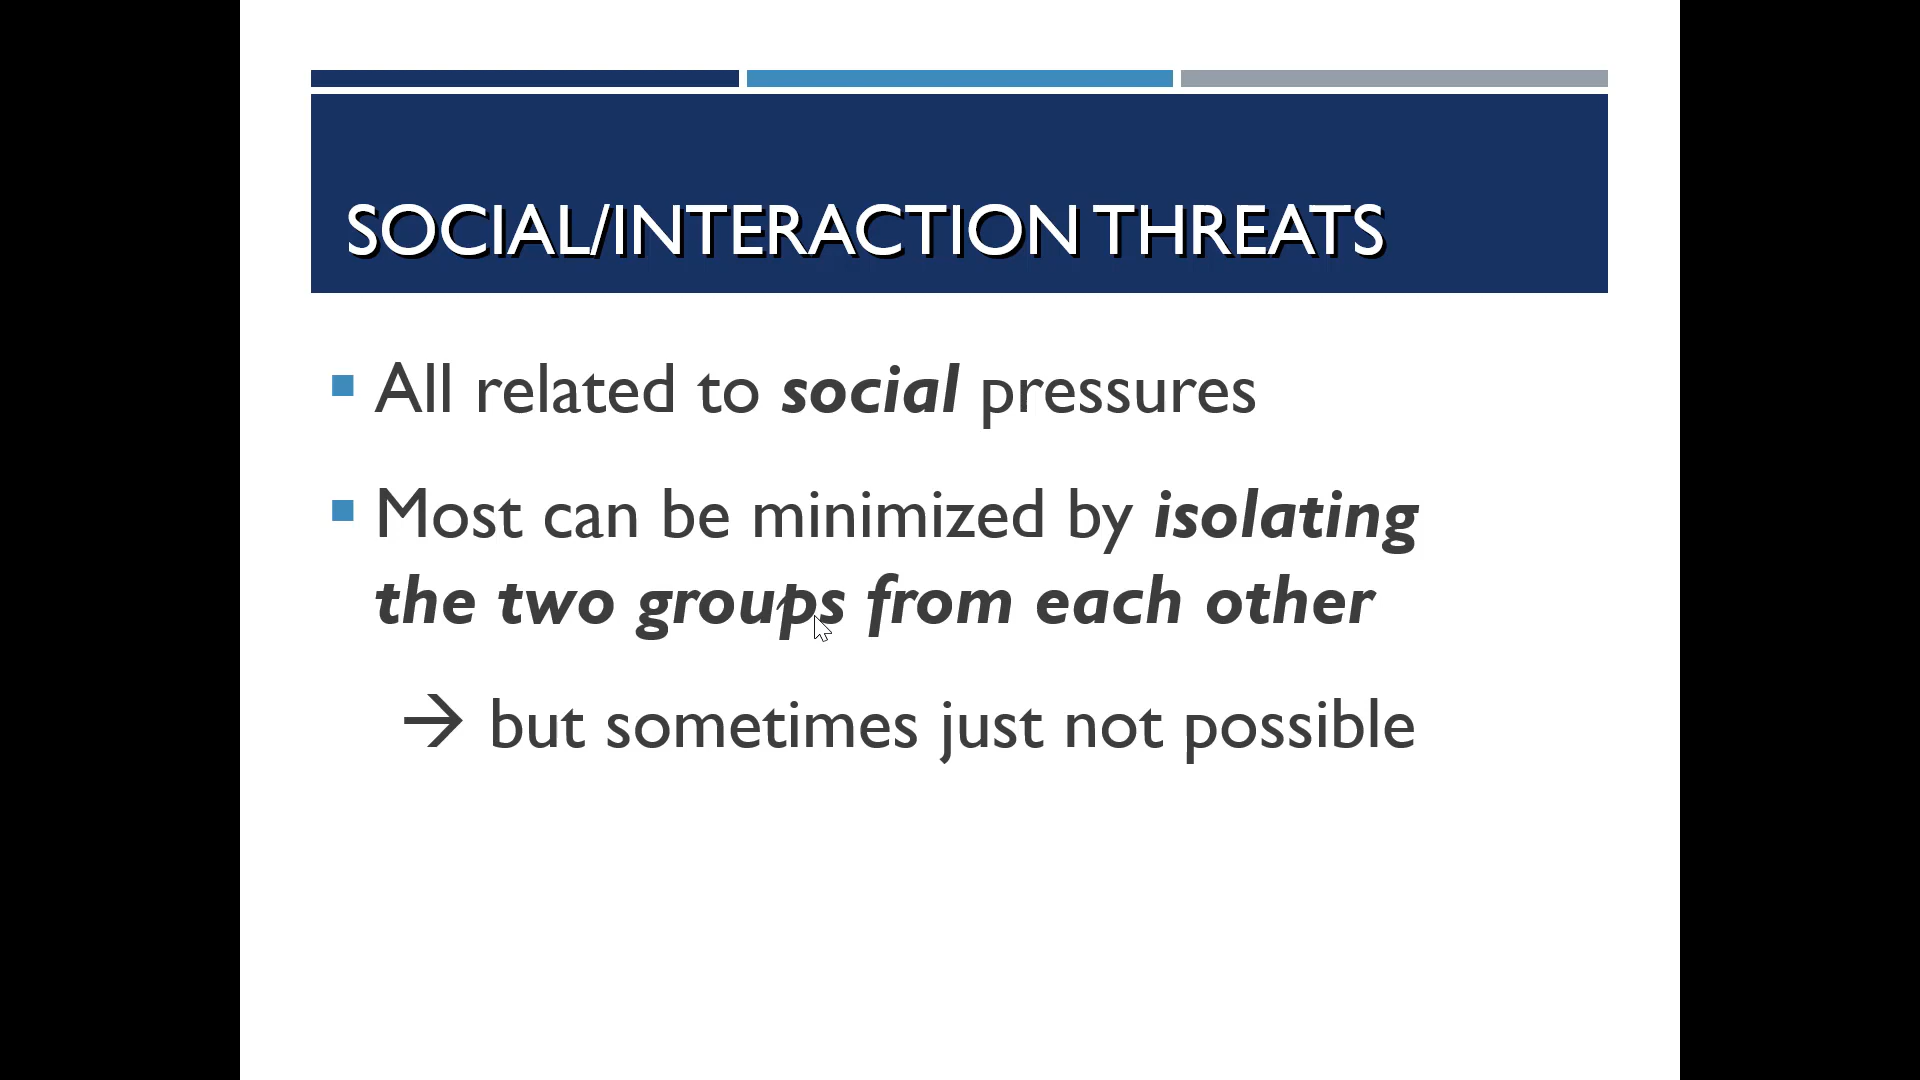 SOCIAL/INTERACTION THREATS
All related to social pressures
Most can be minimized by isolating
the two groups from each other
→ but sometimes just not possible